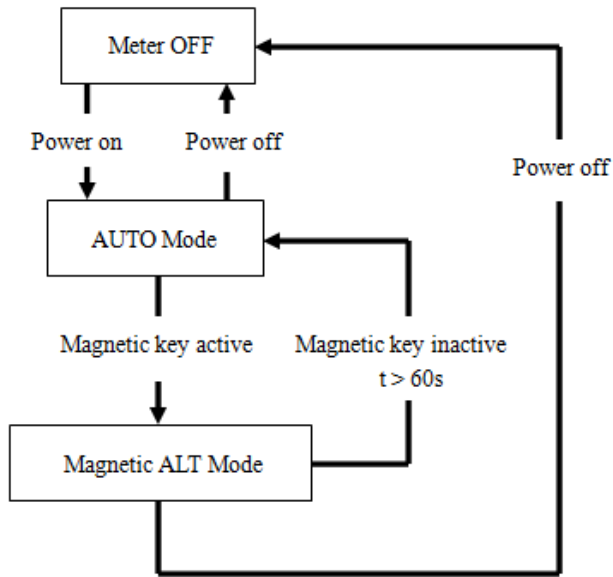 Meter OFF
Power on
Power off
Power off
AUTO Mode
Magnetic key active
Magnetic key inactive
t > 60s
Magnetic ALT Mode